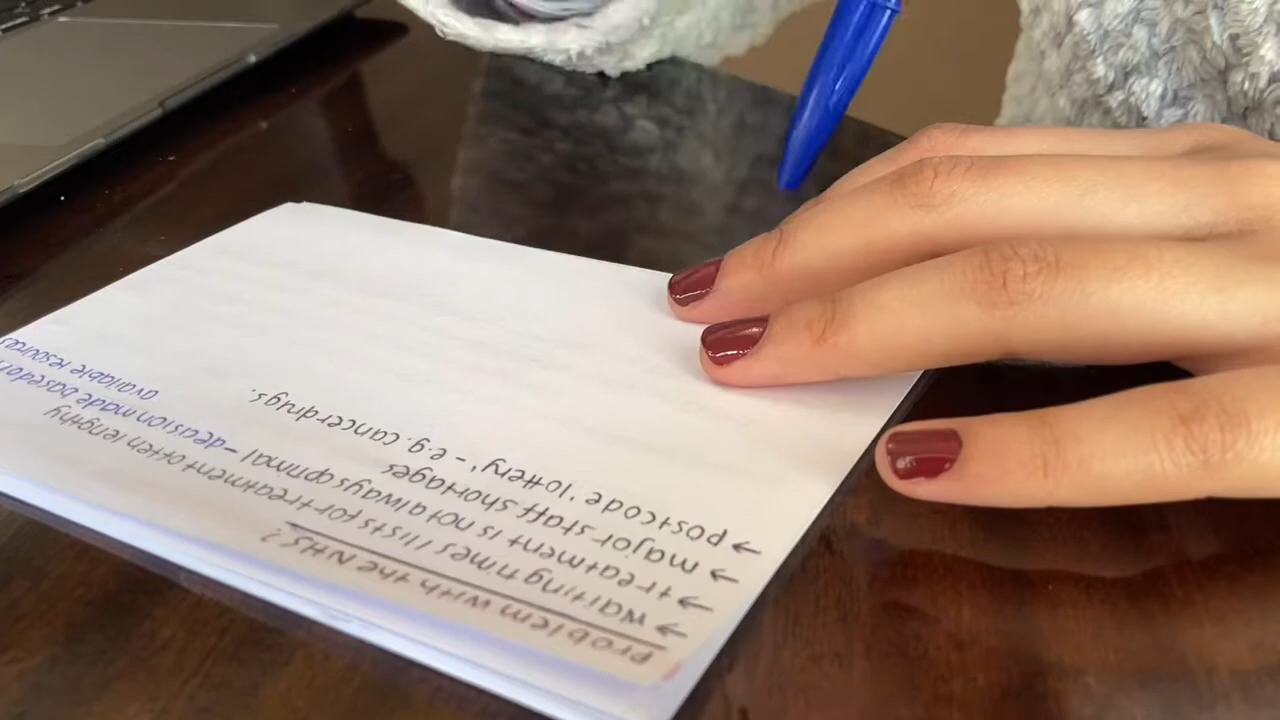 Problem with the NHS?
→ waiting times / lists for treatment often lengthy
→ treatment is not always optimal - decision made based on
available resources
→ major staff shortages
→ postcode 'lottery' - e.g. cancer drugs.